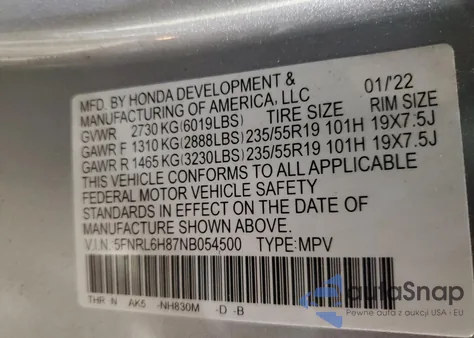 MFD. BY HONDA DEVELOPMENT &
MANUFACTURING OF AMERICA, LLC 01/'22
GVWR 2730 KG(6019LBS) TIRE SIZE RIM SIZE
GAWR F 1310 KG(2888LBS) 235/55R19 101H 19X7.5J
GAWR R 1465 KG(3230LBS) 235/55R19 101H 19X7.5J
THIS VEHICLE CONFORMS TO ALL APPLICABLE
FEDERAL MOTOR VEHICLE SAFETY
STANDARDS IN EFFECT ON THE DATE OF
MANUFACTURE SHOWN ABOVE.
V.I.N:5FNRL6H87NB054500 TYPE:MPV
THR N AK5 -NH830M -D -B
autoSnap
Pewne auta z aukcji USA i EU